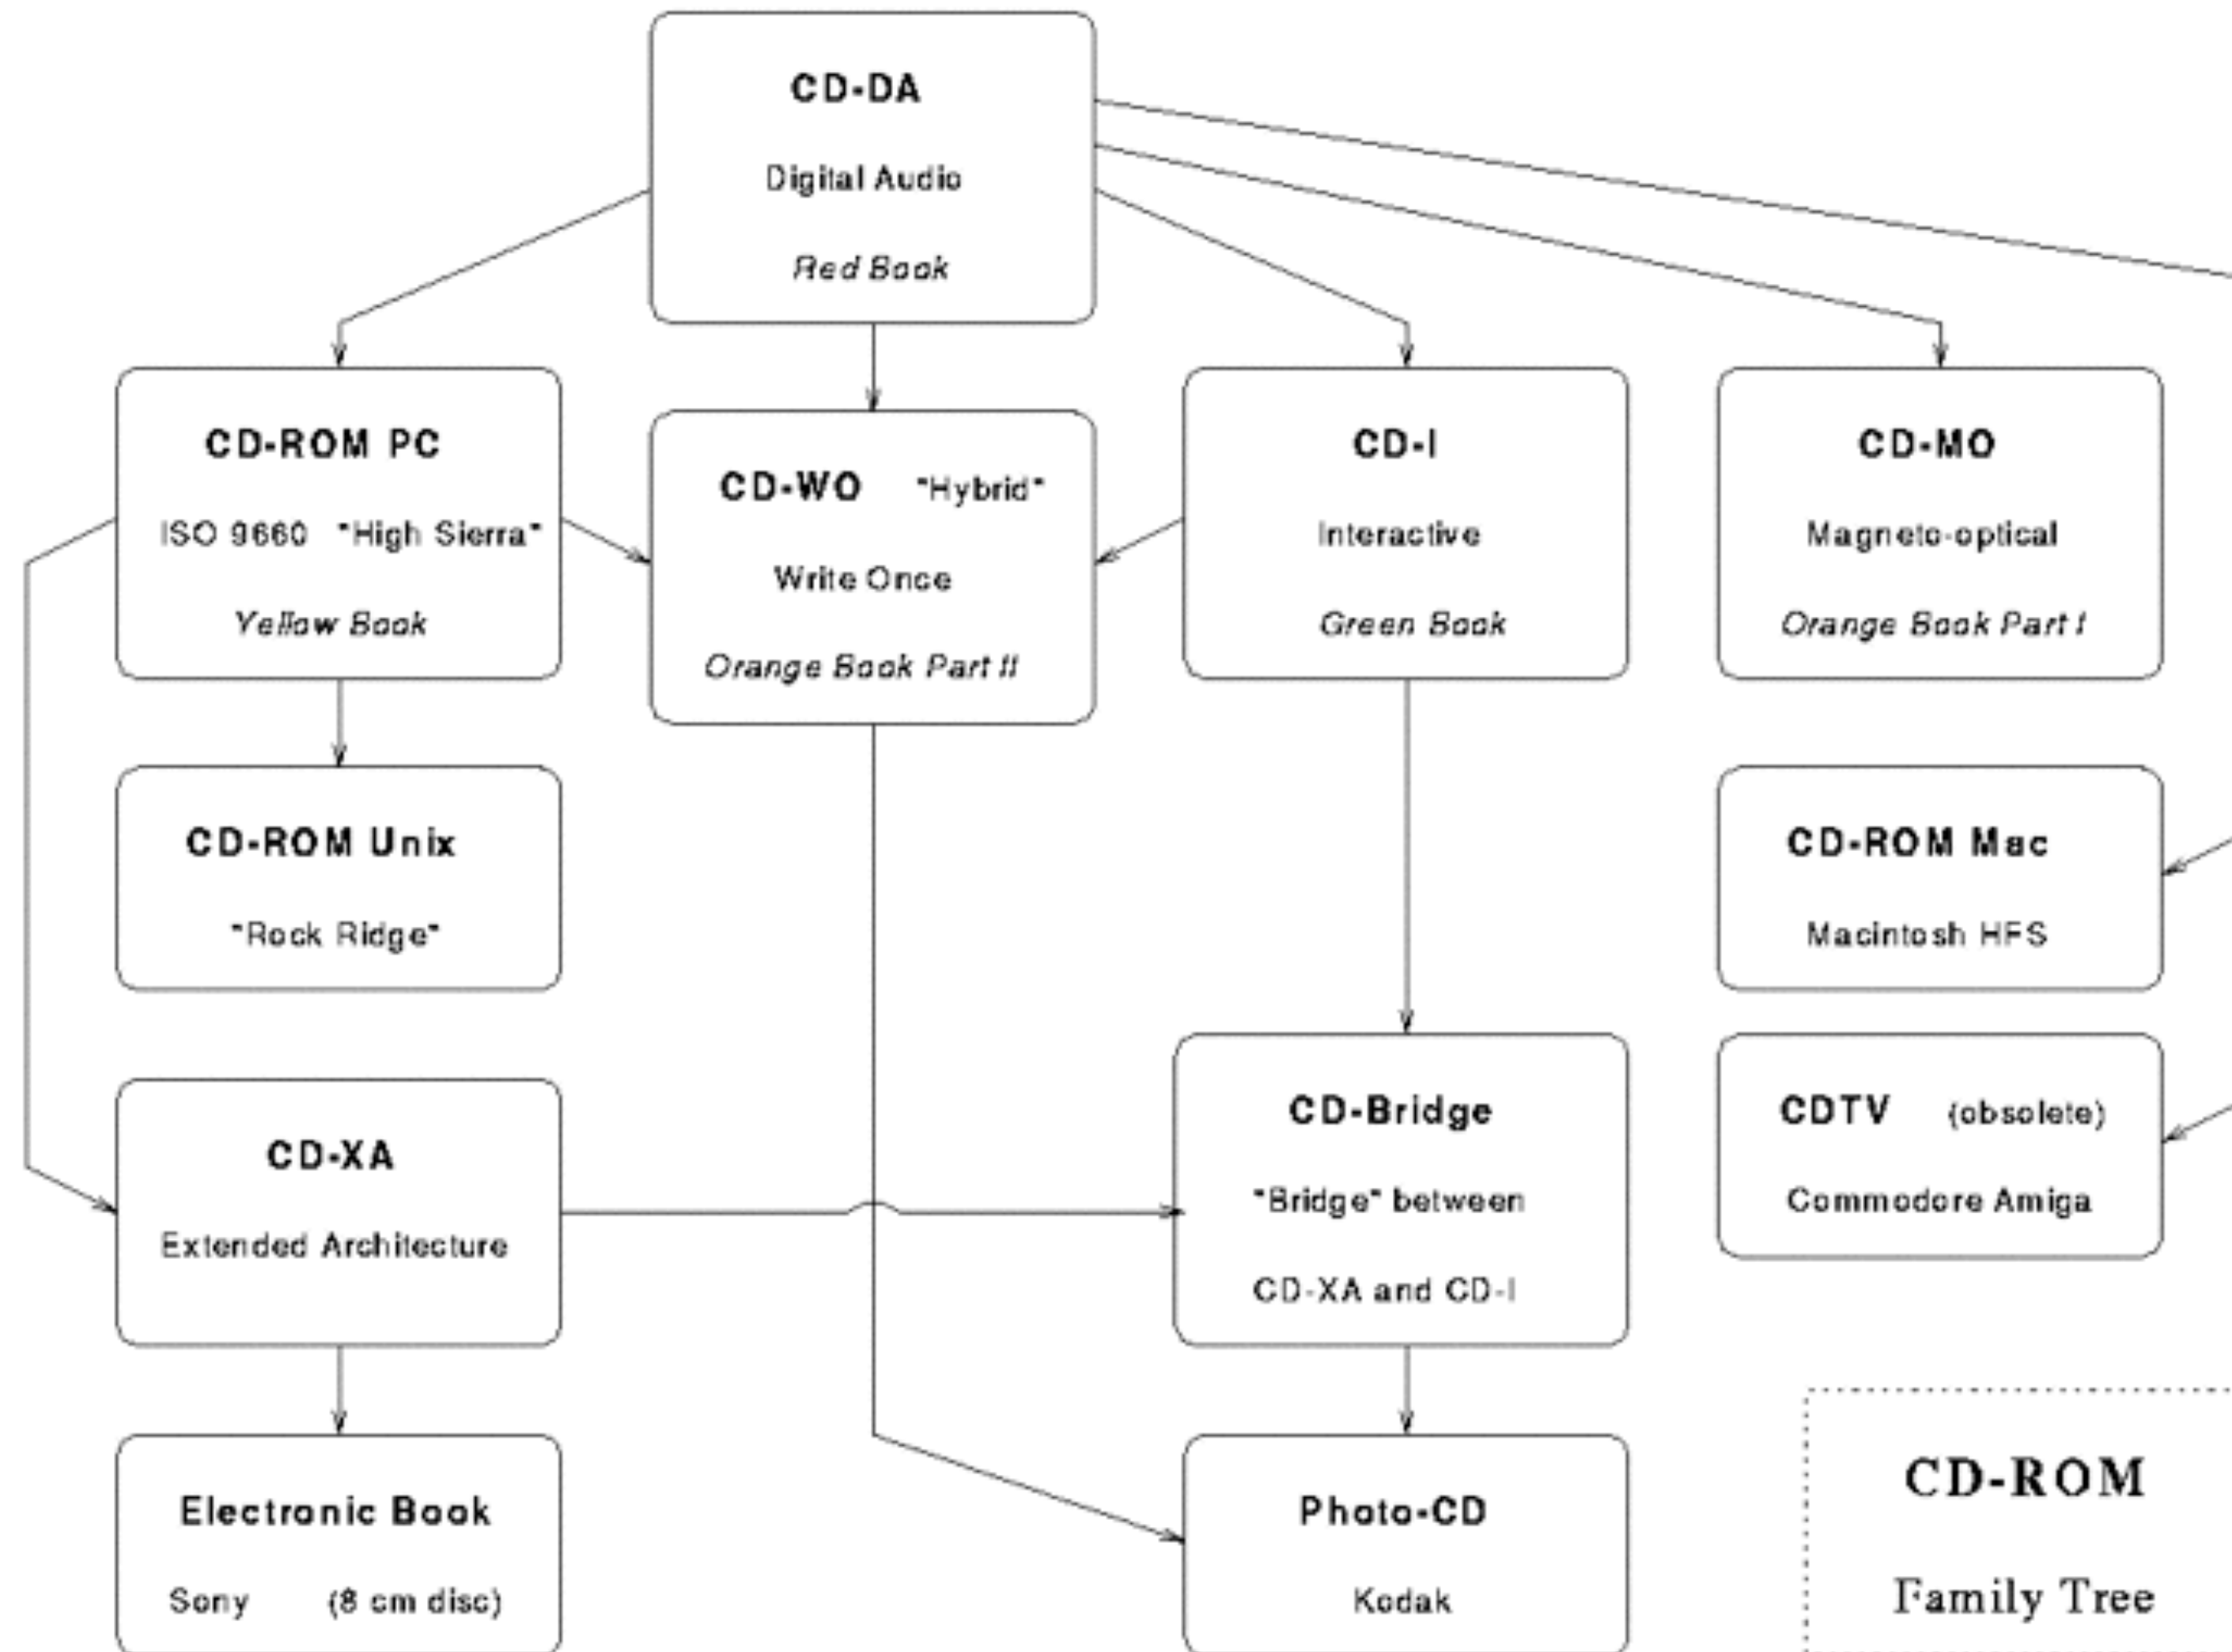 CD-DA
Digital Audio
Red Book
CD-ROM PC
ISO 9660 "High Sierra"
Yellow Book
CD-WO "Hybrid"
Write Once
Orange Book Part II
CD-I
Interactive
Green Book
CD-MO
Magneto-optical
Orange Book Part I
CD-ROM Unix
"Rock Ridge"
CD-ROM Mac
Macintosh HFS
CD-XA
Extended Architecture
CD-Bridge
"Bridge" between
CD-XA and CD-I
CDTV (obsolete)
Commodore Amiga
Electronic Book
Sony (8 cm disc)
Photo-CD
Kodak
CD-ROM
Family Tree